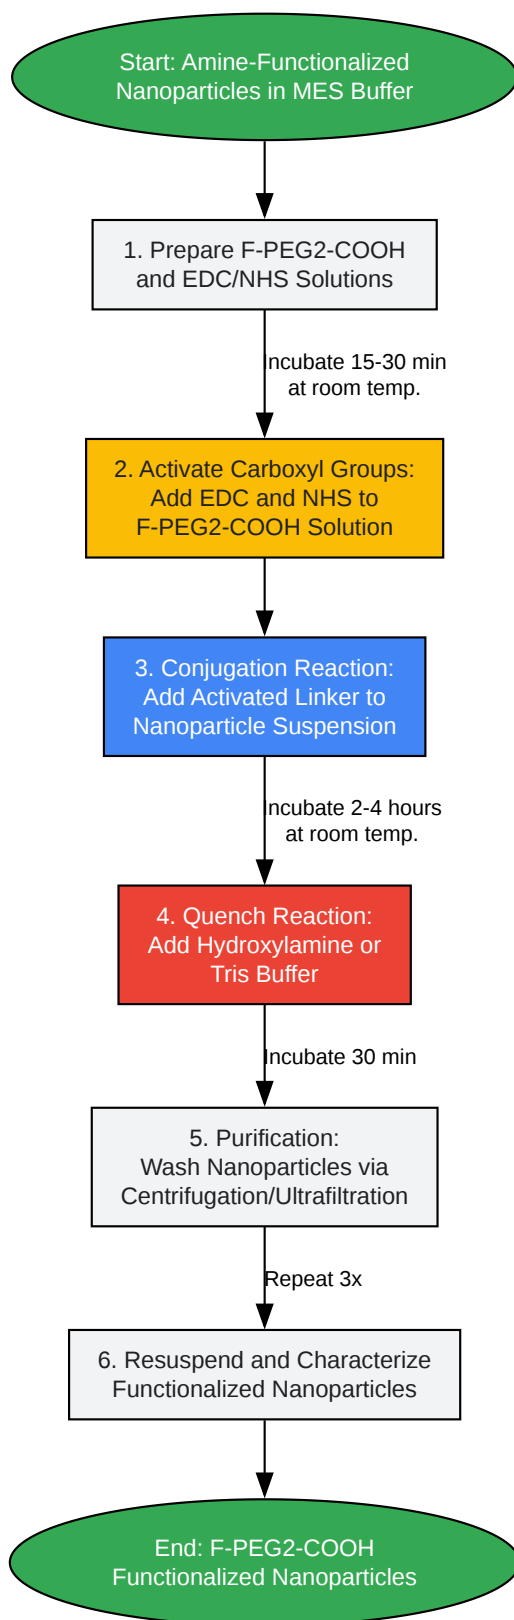 Start: Amine-Functionalized
Nanoparticles in MES Buffer
1. Prepare F-PEG2-COOH
and EDC/NHS Solutions
Incubate 15-30 min
at room temp.
2. Activate Carboxyl Groups:
Add EDC and NHS to
F-PEG2-COOH Solution
3. Conjugation Reaction:
Add Activated Linker to
Nanoparticle Suspension
Incubate 2-4 hours
at room temp.
4. Quench Reaction:
Add Hydroxylamine or
Tris Buffer
Incubate 30 min
5. Purification:
Wash Nanoparticles via
Centrifugation/Ultrafiltration
Repeat 3x
6. Resuspend and Characterize
Functionalized Nanoparticles
End: F-PEG2-COOH
Functionalized Nanoparticles